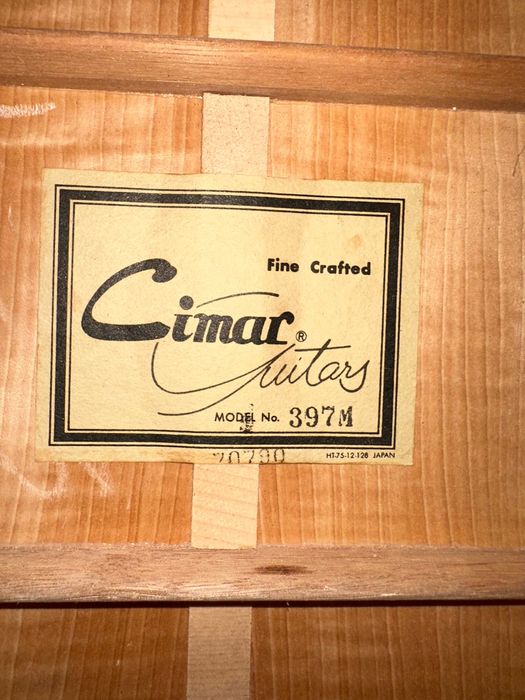 Fine Crafted
Cimar®
Guitars
MODEL No. 397M
HT-75-12-128 JAPAN